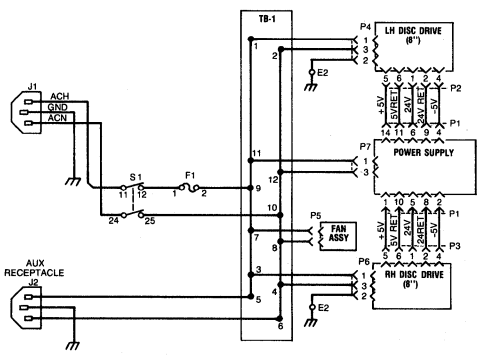 TB-1
P4
LH DISC DRIVE
(8")
1
3
2
1
2
E2
5 6 1 2 4
+5V
5VRET
24V
24V RET
-5V
P2
P1
14 11 6 9 4
J1
ACH
GND
ACN
P7
1
3
POWER SUPPLY
11
12
S1
11 12
F1
1 2
9
24 25
10
1 10 5 8 2
+5V
5V RET
24V
24RET
-5V
P1
P3
5 6 1 2 4
P5
FAN
ASSY
7
8
AUX
RECEPTACLE
J2
P6
1
3
2
RH DISC DRIVE
(8")
3
4
5
6
E2